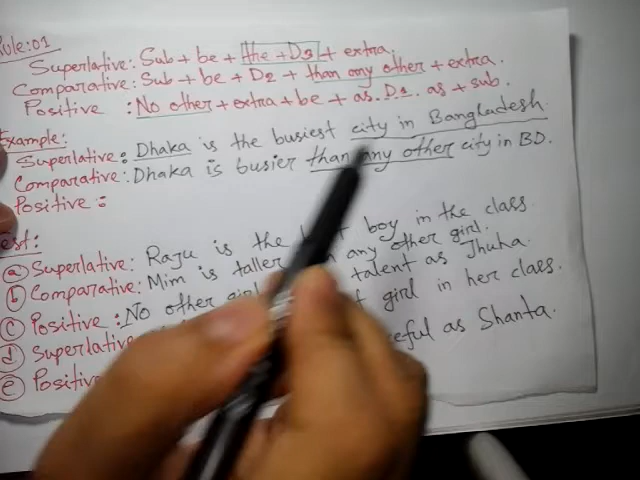 Rule:01
Superlative: Sub + be + the + D3 + extra.
Comparative: Sub + be + D2 + than any other + extra.
Positive : No other + extra + be + as. D1. as + sub.
Example:
Superlative: Dhaka is the busiest city in Bangladesh.
Comparative: Dhaka is busier than any other city in BD.
Positive :
(a) Superlative: Raju is the boy in the class.
(b) Comparative: Mim is taller any other girl.
(c) Positive : No other talent as Jhuha.
(d) Superlative girl in her class.
(e) Positive as Shanta.